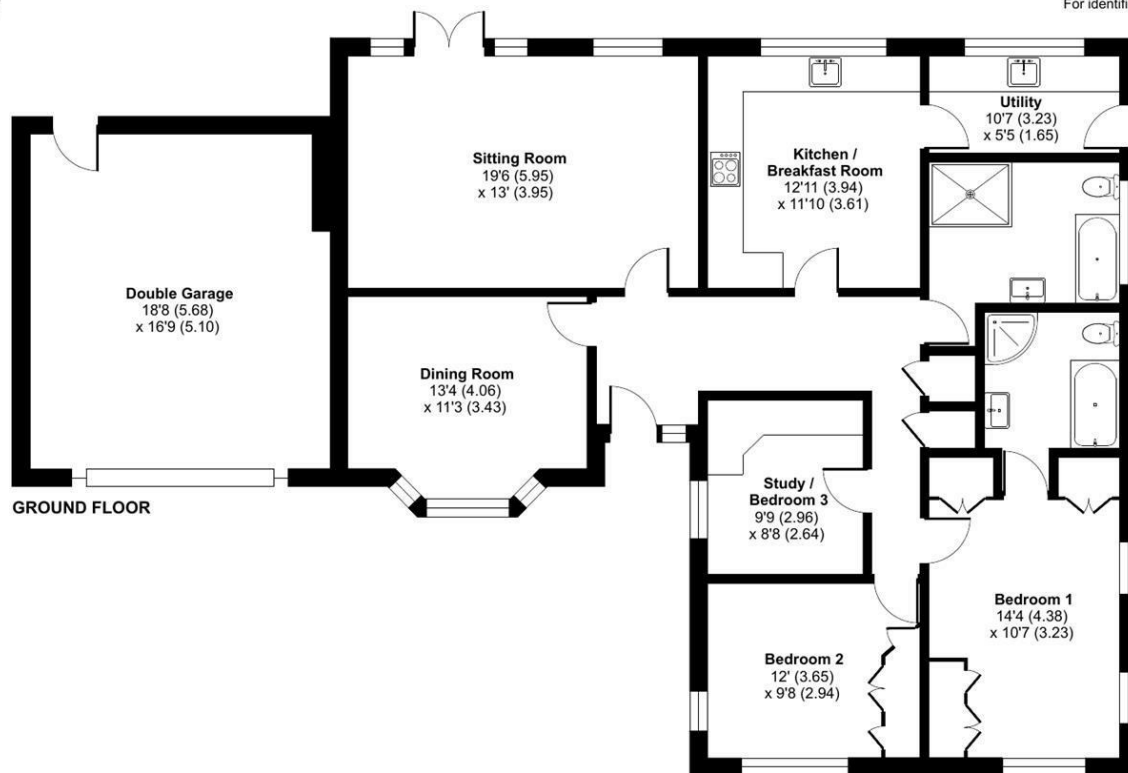 For identifi
Utility
10'7 (3.23)
x 5'5 (1.65)
Sitting Room
19'6 (5.95)
x 13' (3.95)
Kitchen /
Breakfast Room
12'11 (3.94)
x 11'10 (3.61)
Double Garage
18'8 (5.68)
x 16'9 (5.10)
Dining Room
13'4 (4.06)
x 11'3 (3.43)
GROUND FLOOR
Study /
Bedroom 3
9'9 (2.96)
x 8'8 (2.64)
Bedroom 1
14'4 (4.38)
x 10'7 (3.23)
Bedroom 2
12' (3.65)
x 9'8 (2.94)